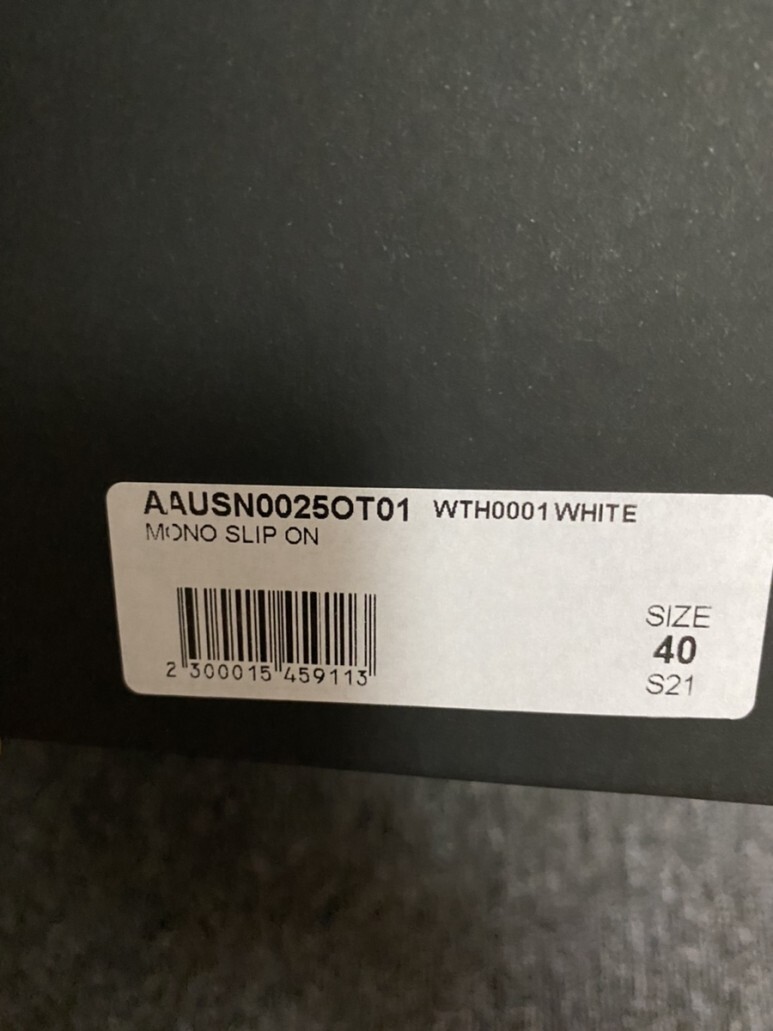 AAUSN0025OT01 WTH0001 WHITE
MONO SLIP ON
2 300015 459113
SIZE
40
S21